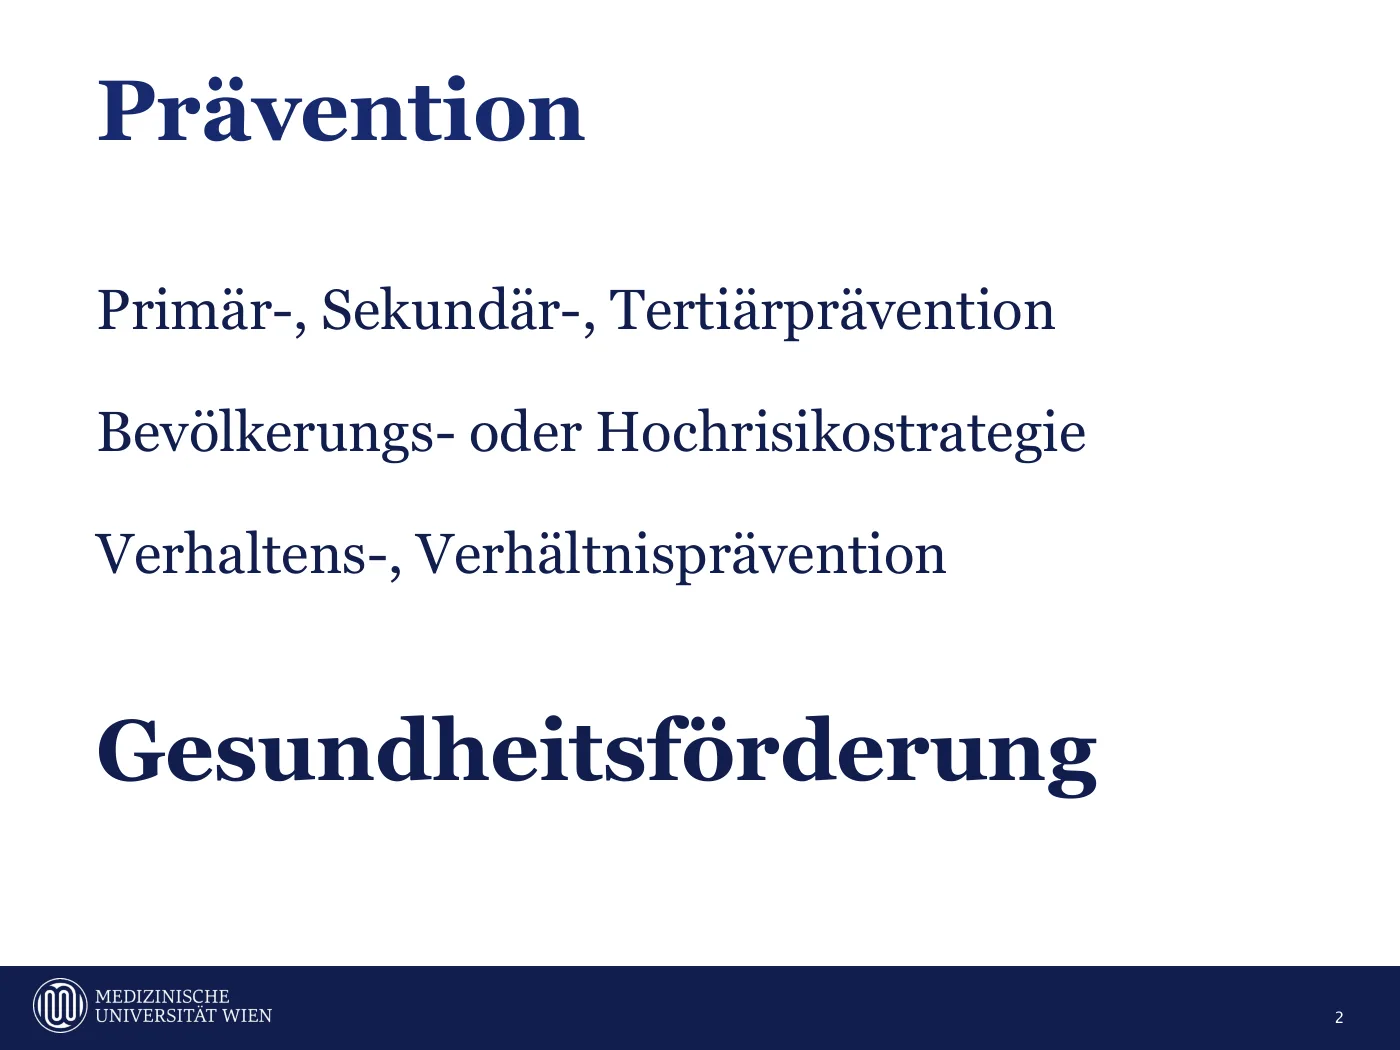 Prävention
Primär-, Sekundär-, Tertiärprävention
Bevölkerungs- oder Hochrisikostrategie
Verhaltens-, Verhältnisprävention
Gesundheitsförderung
MEDIZINISCHE
UNIVERSITÄT WIEN
2